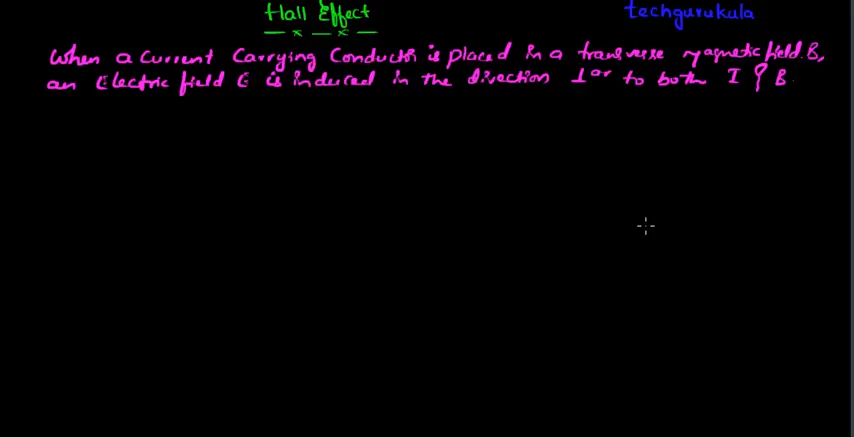 Hall Effect
techgurukula
When a Current Carrying Conductor is placed in a transverse magnetic field B,
an Electric field E is induced in the direction ⊥ar to both I & B.